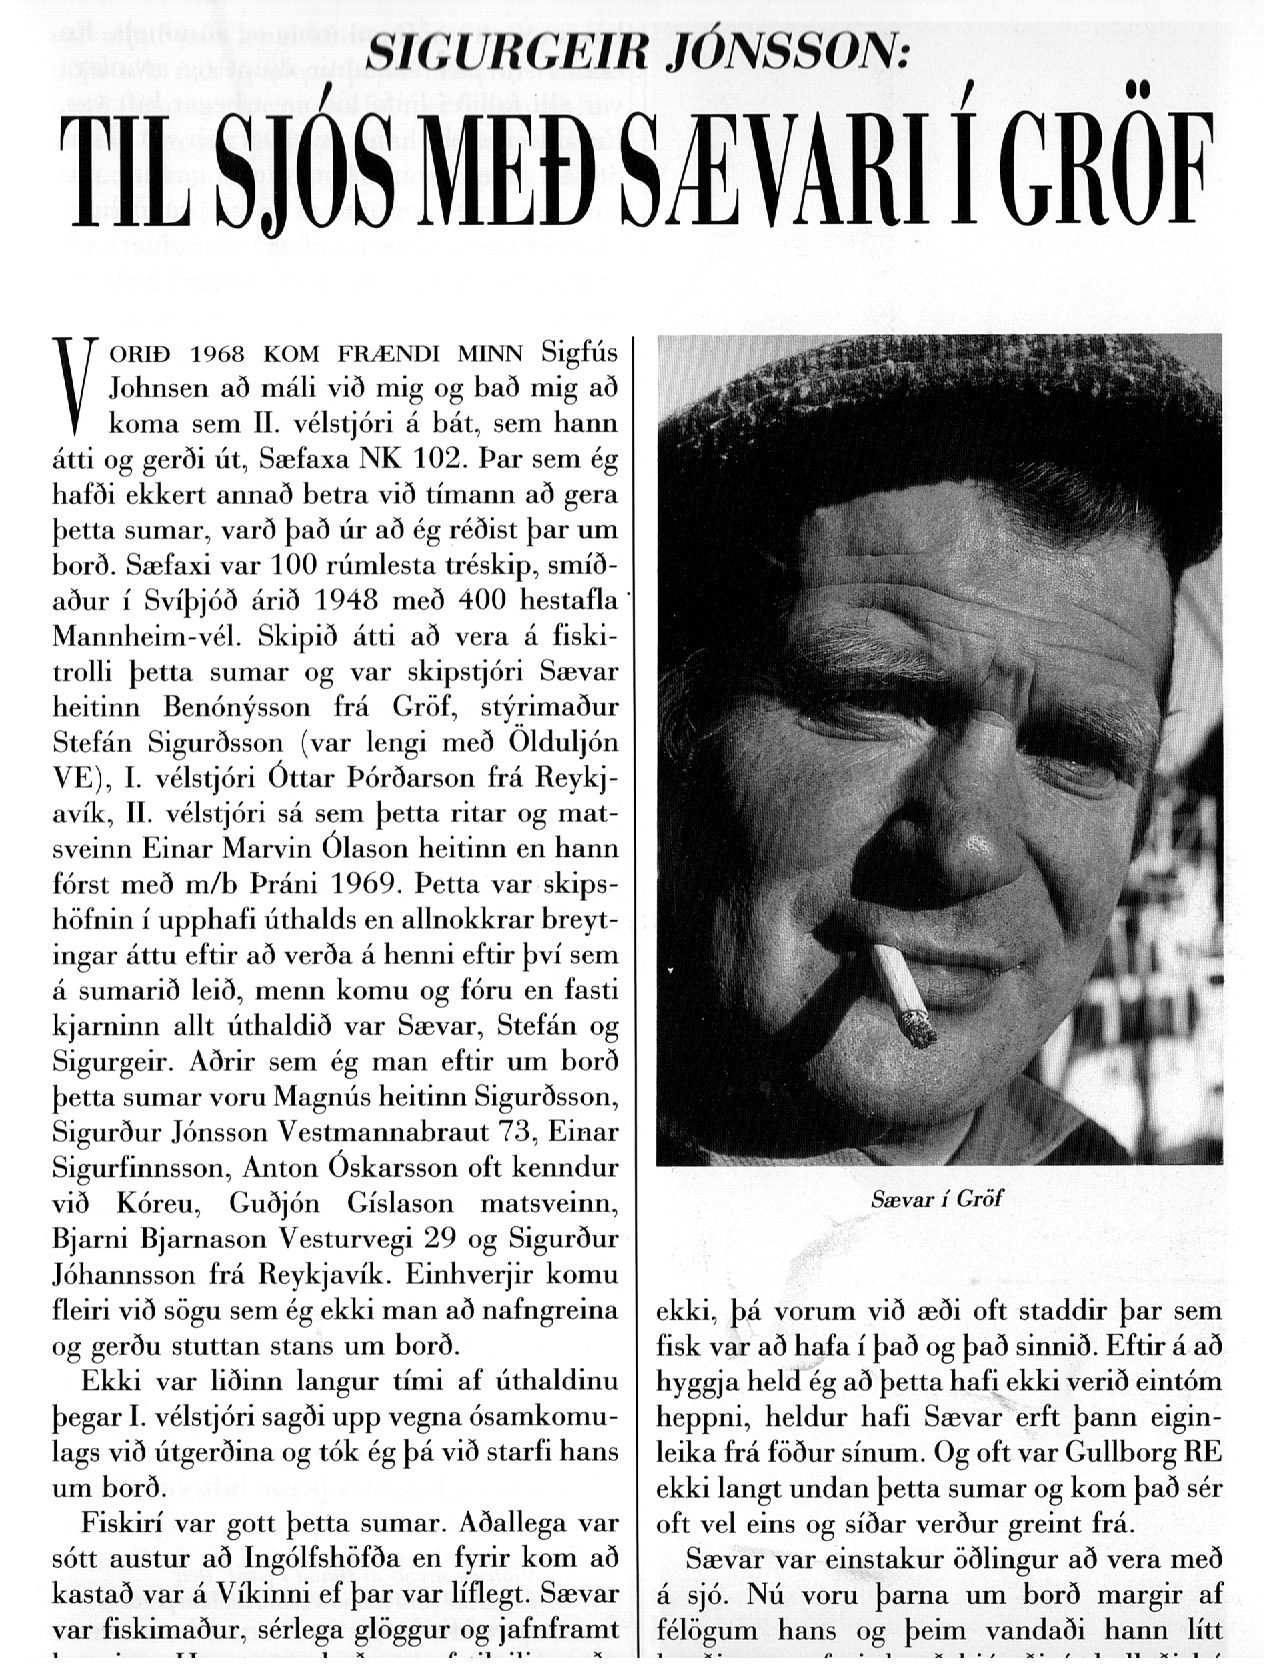 SIGURGEIR JÓNSSON:
TIL SJÓS MEÐ SÆVARI Í GRÖF
VORIÐ 1968 KOM FRÆNDI MINN Sigfús
Johnsen að máli við mig og bað mig að
koma sem II. vélstjóri á bát, sem hann
átti og gerði út, Sæfaxa NK 102. Þar sem ég
hafði ekkert annað betra við tímann að gera
þetta sumar, varð það úr að ég réðist þar um
borð. Sæfaxi var 100 rúmlesta tréskip, smíð-
aður í Svíþjóð árið 1948 með 400 hestafla
Mannheim-vél. Skipið átti að vera á fiski-
trolli þetta sumar og var skipstjóri Sævar
heitinn Benónýsson frá Gröf, stýrimaður
Stefán Sigurðsson (var lengi með Ölduljón
VE), I. vélstjóri Óttar Þórðarson frá Reykj-
avík, II. vélstjóri sá sem þetta ritar og mat-
sveinn Einar Marvin Ólason heitinn en hann
fórst með m/b Þráni 1969. Þetta var skips-
höfnin í upphafi úthalds en allnokkrar breyt-
ingar áttu eftir að verða á henni eftir því sem
á sumarið leið, menn komu og fóru en fasti
kjarninn allt úthaldið var Sævar, Stefán og
Sigurgeir. Aðrir sem ég man eftir um borð
þetta sumar voru Magnús heitinn Sigurðsson,
Sigurður Jónsson Vestmannabraut 73, Einar
Sigurfinnsson, Anton Óskarsson oft kenndur
við Kóreu, Guðjón Gíslason matsveinn,
Bjarni Bjarnason Vesturvegi 29 og Sigurður
Jóhannsson frá Reykjavík. Einhverjir komu
fleiri við sögu sem ég ekki man að nafngreina
og gerðu stuttan stans um borð.
Ekki var liðinn langur tími af úthaldinu
þegar I. vélstjóri sagði upp vegna ósamkomu-
lags við útgerðina og tók ég þá við starfi hans
um borð.
Fiskirí var gott þetta sumar. Aðallega var
sótt austur að Ingólfshöfða en fyrir kom að
kastað var á Víkinni ef þar var líflegt. Sævar
var fiskimaður, sérlega glöggur og jafnframt
Sævar í Gröf
ekki, þá vorum við æði oft staddir þar sem
fisk var að hafa í það og það sinnið. Eftir á að
hyggja held ég að þetta hafi ekki verið eintóm
heppni, heldur hafi Sævar erft þann eigin-
leika frá föður sínum. Og oft var Gullborg RE
ekki langt undan þetta sumar og kom það sér
oft vel eins og síðar verður greint frá.
Sævar var einstakur öðlingur að vera með
á sjó. Nú voru þarna um borð margir af
félögum hans og þeim vandaði hann lítt